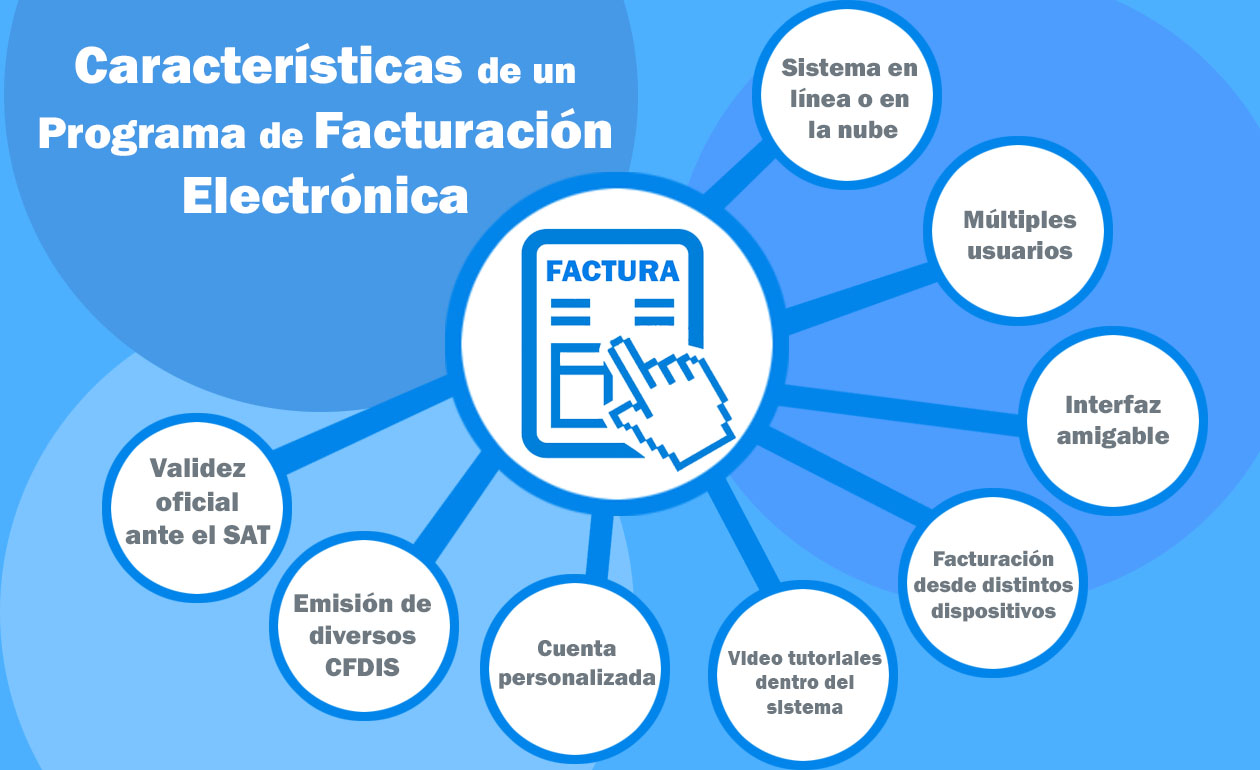 Características de un
Programa de Facturación
Electrónica
Sistema en
línea o en
la nube
Múltiples
usuarios
FACTURA
Interfaz
amigable
Validez
oficial
ante el SAT
Facturación
desde distintos
dispositivos
Emisión de
diversos
CFDIS
Cuenta
personalizada
Video tutoriales
dentro del
sistema